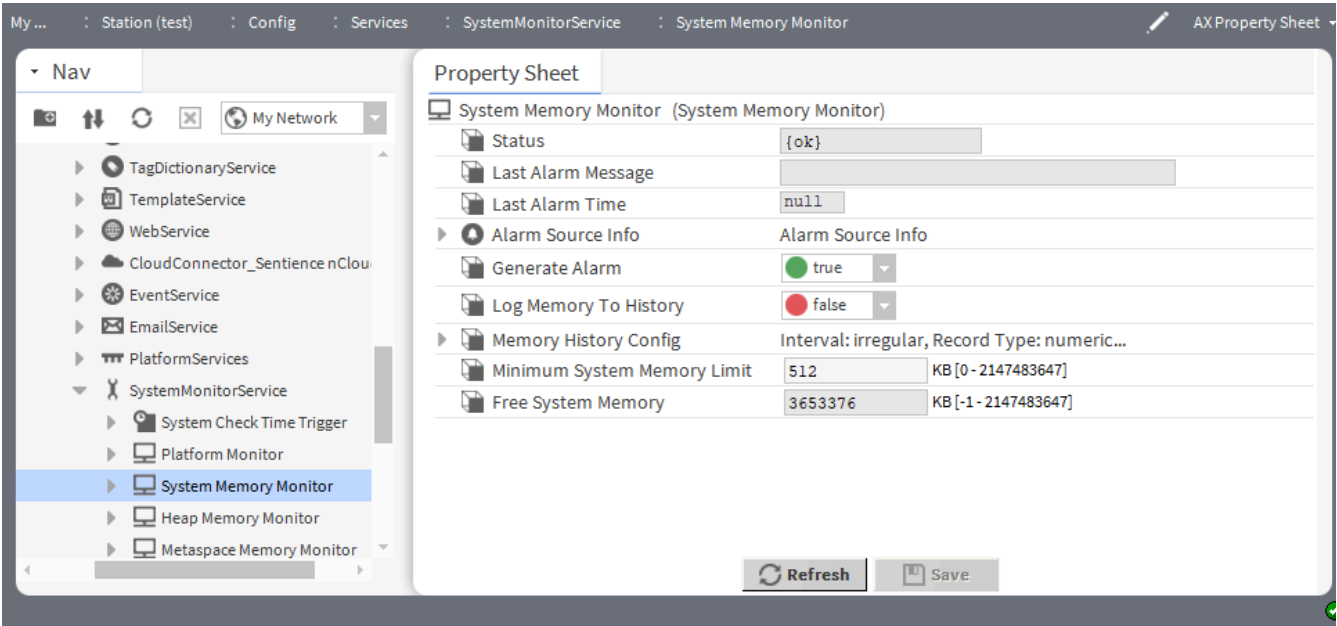 My ... : Station (test) : Config : Services : SystemMonitorService : System Memory Monitor AX Property Sheet
Nav
My Network
TagDictionaryService
TemplateService
WebService
CloudConnector_Sentience nClou
EventService
EmailService
PlatformServices
SystemMonitorService
System Check Time Trigger
Platform Monitor
System Memory Monitor
Heap Memory Monitor
Metaspace Memory Monitor
Property Sheet
System Memory Monitor (System Memory Monitor)
Status {ok}
Last Alarm Message
Last Alarm Time null
Alarm Source Info Alarm Source Info
Generate Alarm true
Log Memory To History false
Memory History Config Interval: irregular, Record Type: numeric...
Minimum System Memory Limit 512 KB [0 - 2147483647]
Free System Memory 3653376 KB [-1 - 2147483647]
Refresh Save